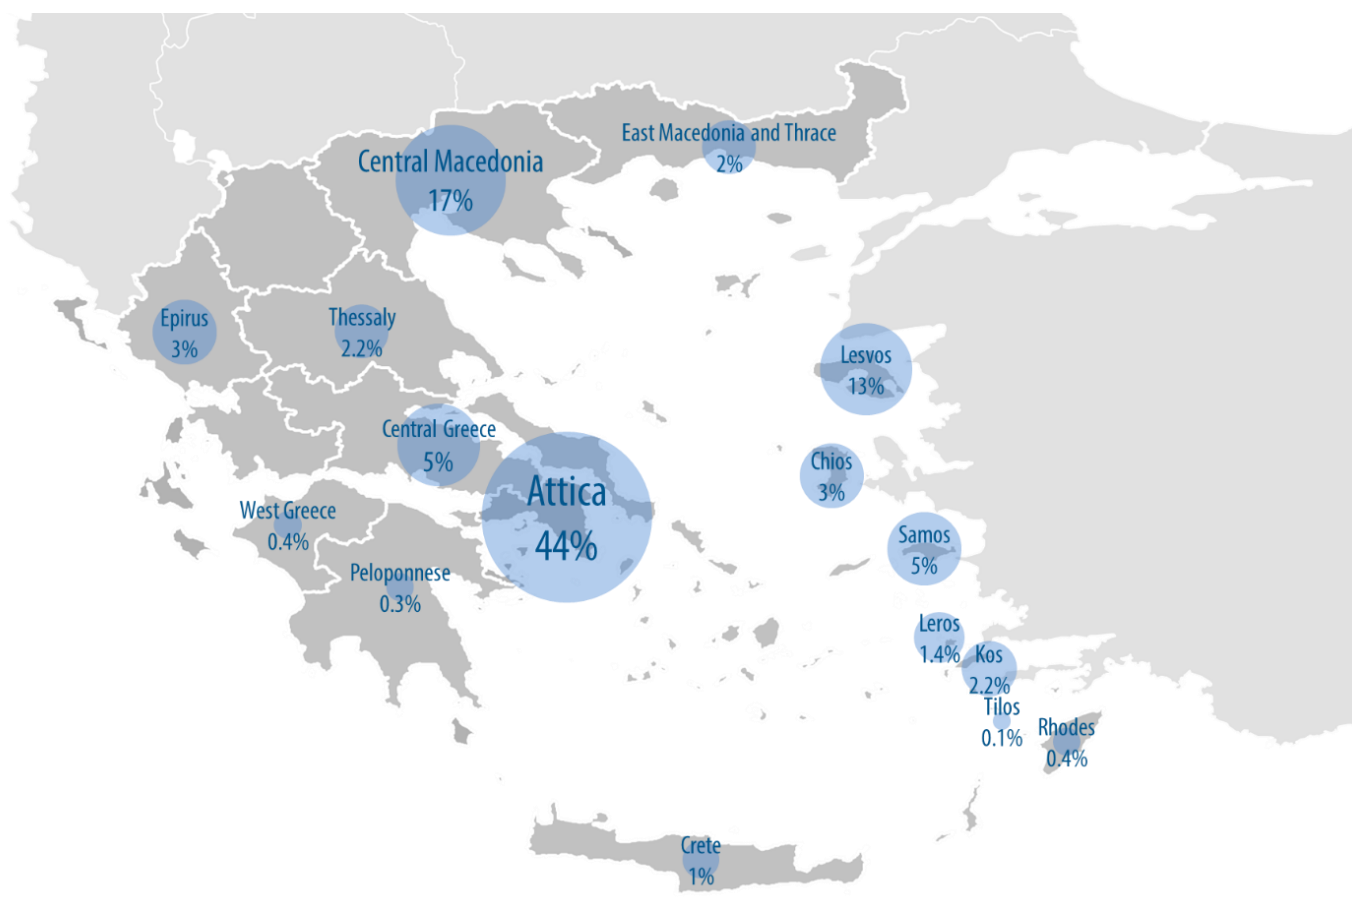 East Macedonia and Thrace
2%
Central Macedonia
17%
Epirus
3%
Thessaly
2.2%
Lesvos
13%
Central Greece
5%
Chios
3%
Attica
44%
West Greece
0.4%
Samos
5%
Peloponnese
0.3%
Leros
1.4%
Kos
2.2%
Tilos
0.1%
Rhodes
0.4%
Crete
1%